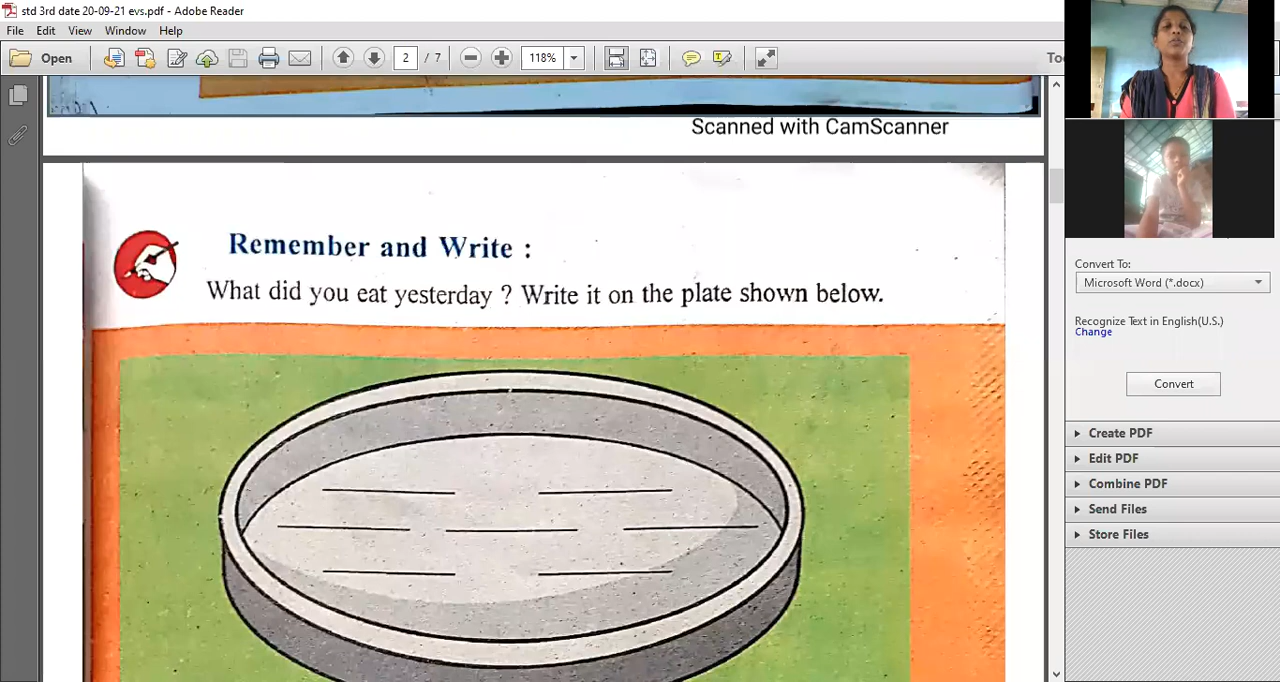 std 3rd date 20-09-21 evs.pdf - Adobe Reader
File Edit View Window Help
Open 2 / 7 118% To
Scanned with CamScanner
Remember and Write :
What did you eat yesterday ? Write it on the plate shown below.
Convert To:
Microsoft Word (*.docx)
Recognize Text in English(U.S.)
Change
Convert
Create PDF
Edit PDF
Combine PDF
Send Files
Store Files